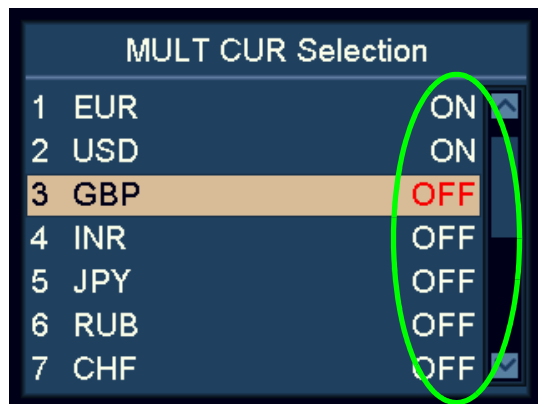 MULT CUR Selection
1 EUR ON
2 USD ON
3 GBP OFF
4 INR OFF
5 JPY OFF
6 RUB OFF
7 CHF OFF